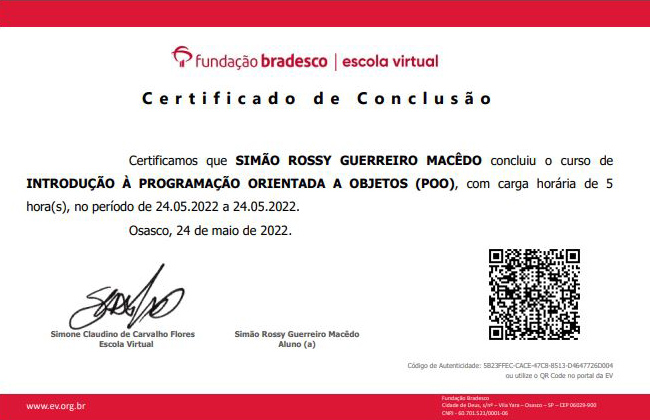 fundação bradesco | escola virtual
Certificado de Conclusão
Certificamos que SIMÃO ROSSY GUERREIRO MACÊDO concluiu o curso de
INTRODUÇÃO À PROGRAMAÇÃO ORIENTADA A OBJETOS (POO), com carga horária de 5
hora(s), no período de 24.05.2022 a 24.05.2022.
Osasco, 24 de maio de 2022.
Simone Claudino de Carvalho Flores
Escola Virtual
Simão Rossy Guerreiro Macêdo
Aluno (a)
Código de Autenticidade: 5B23FFEC-CACE-47C8-8513-D4647726D004
ou utilize o QR Code no portal da EV
www.ev.org.br
Fundação Bradesco
Cidade de Deus, s/nº – Vila Yara – Osasco – SP – CEP 06029-900
CNPJ - 60.701.521/0001-06